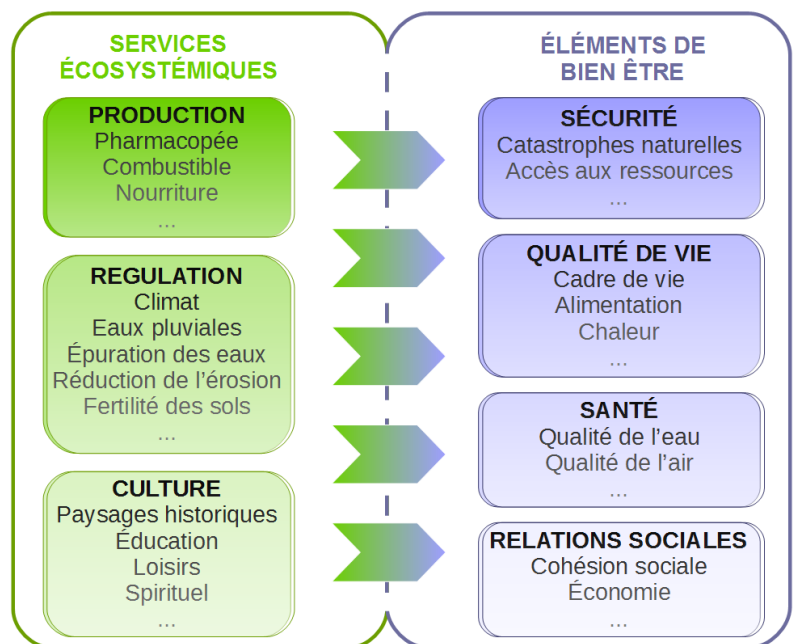 SERVICES
ÉCOSYSTÉMIQUES
PRODUCTION
Pharmacopée
Combustible
Nourriture
...
REGULATION
Climat
Eaux pluviales
Épuration des eaux
Réduction de l’érosion
Fertilité des sols
...
CULTURE
Paysages historiques
Éducation
Loisirs
Spirituel
...
ÉLÉMENTS DE
BIEN ÊTRE
SÉCURITÉ
Catastrophes naturelles
Accès aux ressources
...
QUALITÉ DE VIE
Cadre de vie
Alimentation
Chaleur
...
SANTÉ
Qualité de l’eau
Qualité de l’air
...
RELATIONS SOCIALES
Cohésion sociale
Économie
...